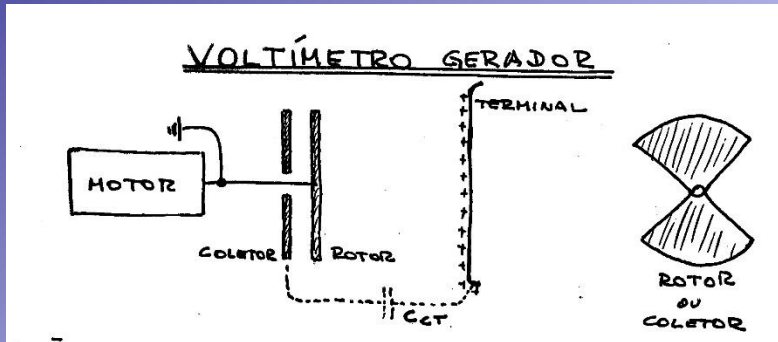 VOLTÍMETRO GERADOR
TERMINAL
MOTOR
COLETOR
ROTOR
CCT
ROTOR
OU
COLETOR